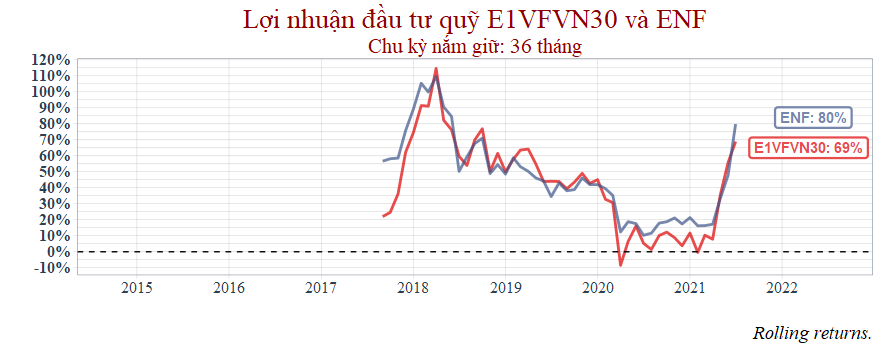 Lợi nhuận đầu tư quỹ E1VFVN30 và ENF
Chu kỳ nắm giữ: 36 tháng
120%
110%
100%
90%
80%
70%
60%
50%
40%
30%
20%
10%
0%
-10%
ENF: 80%
E1VFVN30: 69%
2015 2016 2017 2018 2019 2020 2021 2022
Rolling returns.